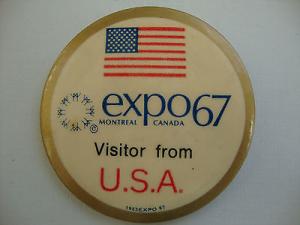 expo67
MONTREAL CANADA
©
Visitor from
U.S.A.